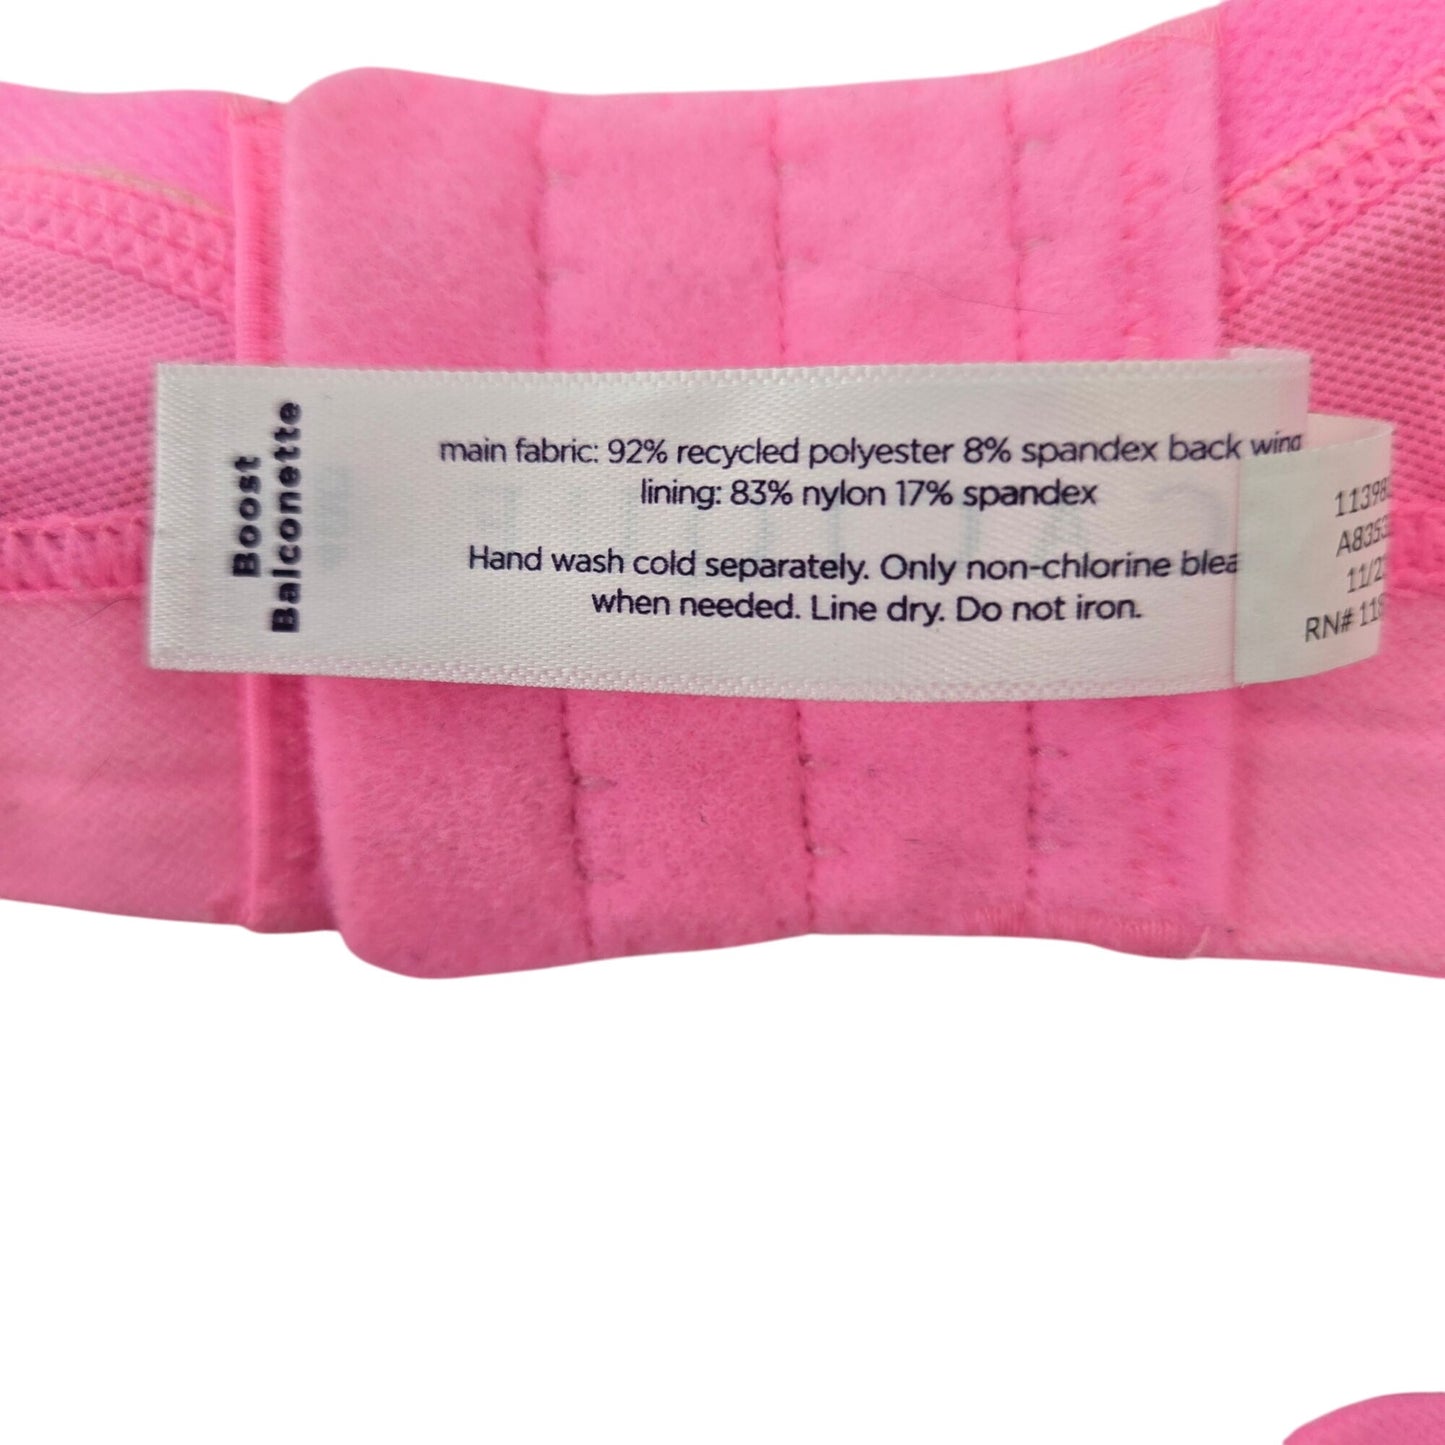 Boost
Balconette
main fabric: 92% recycled polyester 8% spandex back wing
lining: 83% nylon 17% spandex
Hand wash cold separately. Only non-chlorine
when needed. Line dry. Do not iron.
RN#